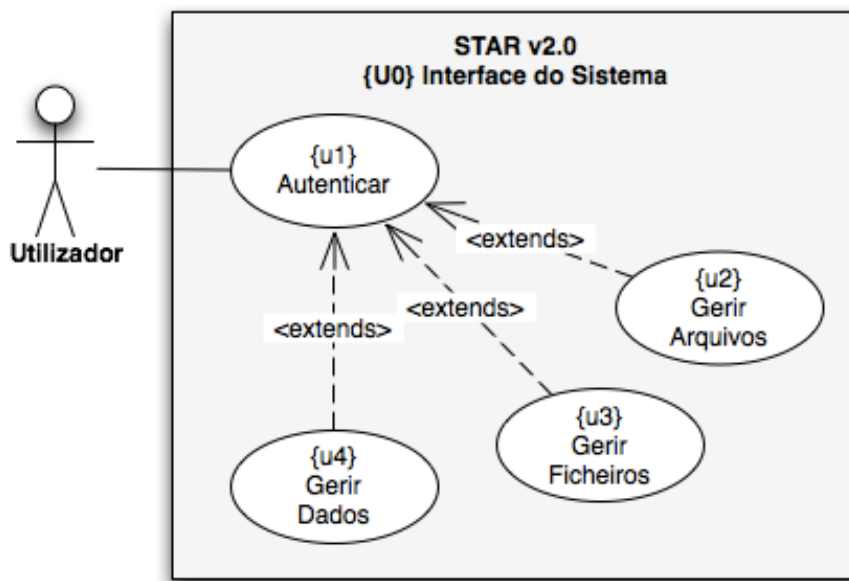 STAR v2.0
{U0} Interface do Sistema
{u1}
Autenticar
Utilizador
<extends>
{u2}
Gerir
Arquivos
<extends>
<extends>
{u3}
Gerir
Ficheiros
{u4}
Gerir
Dados